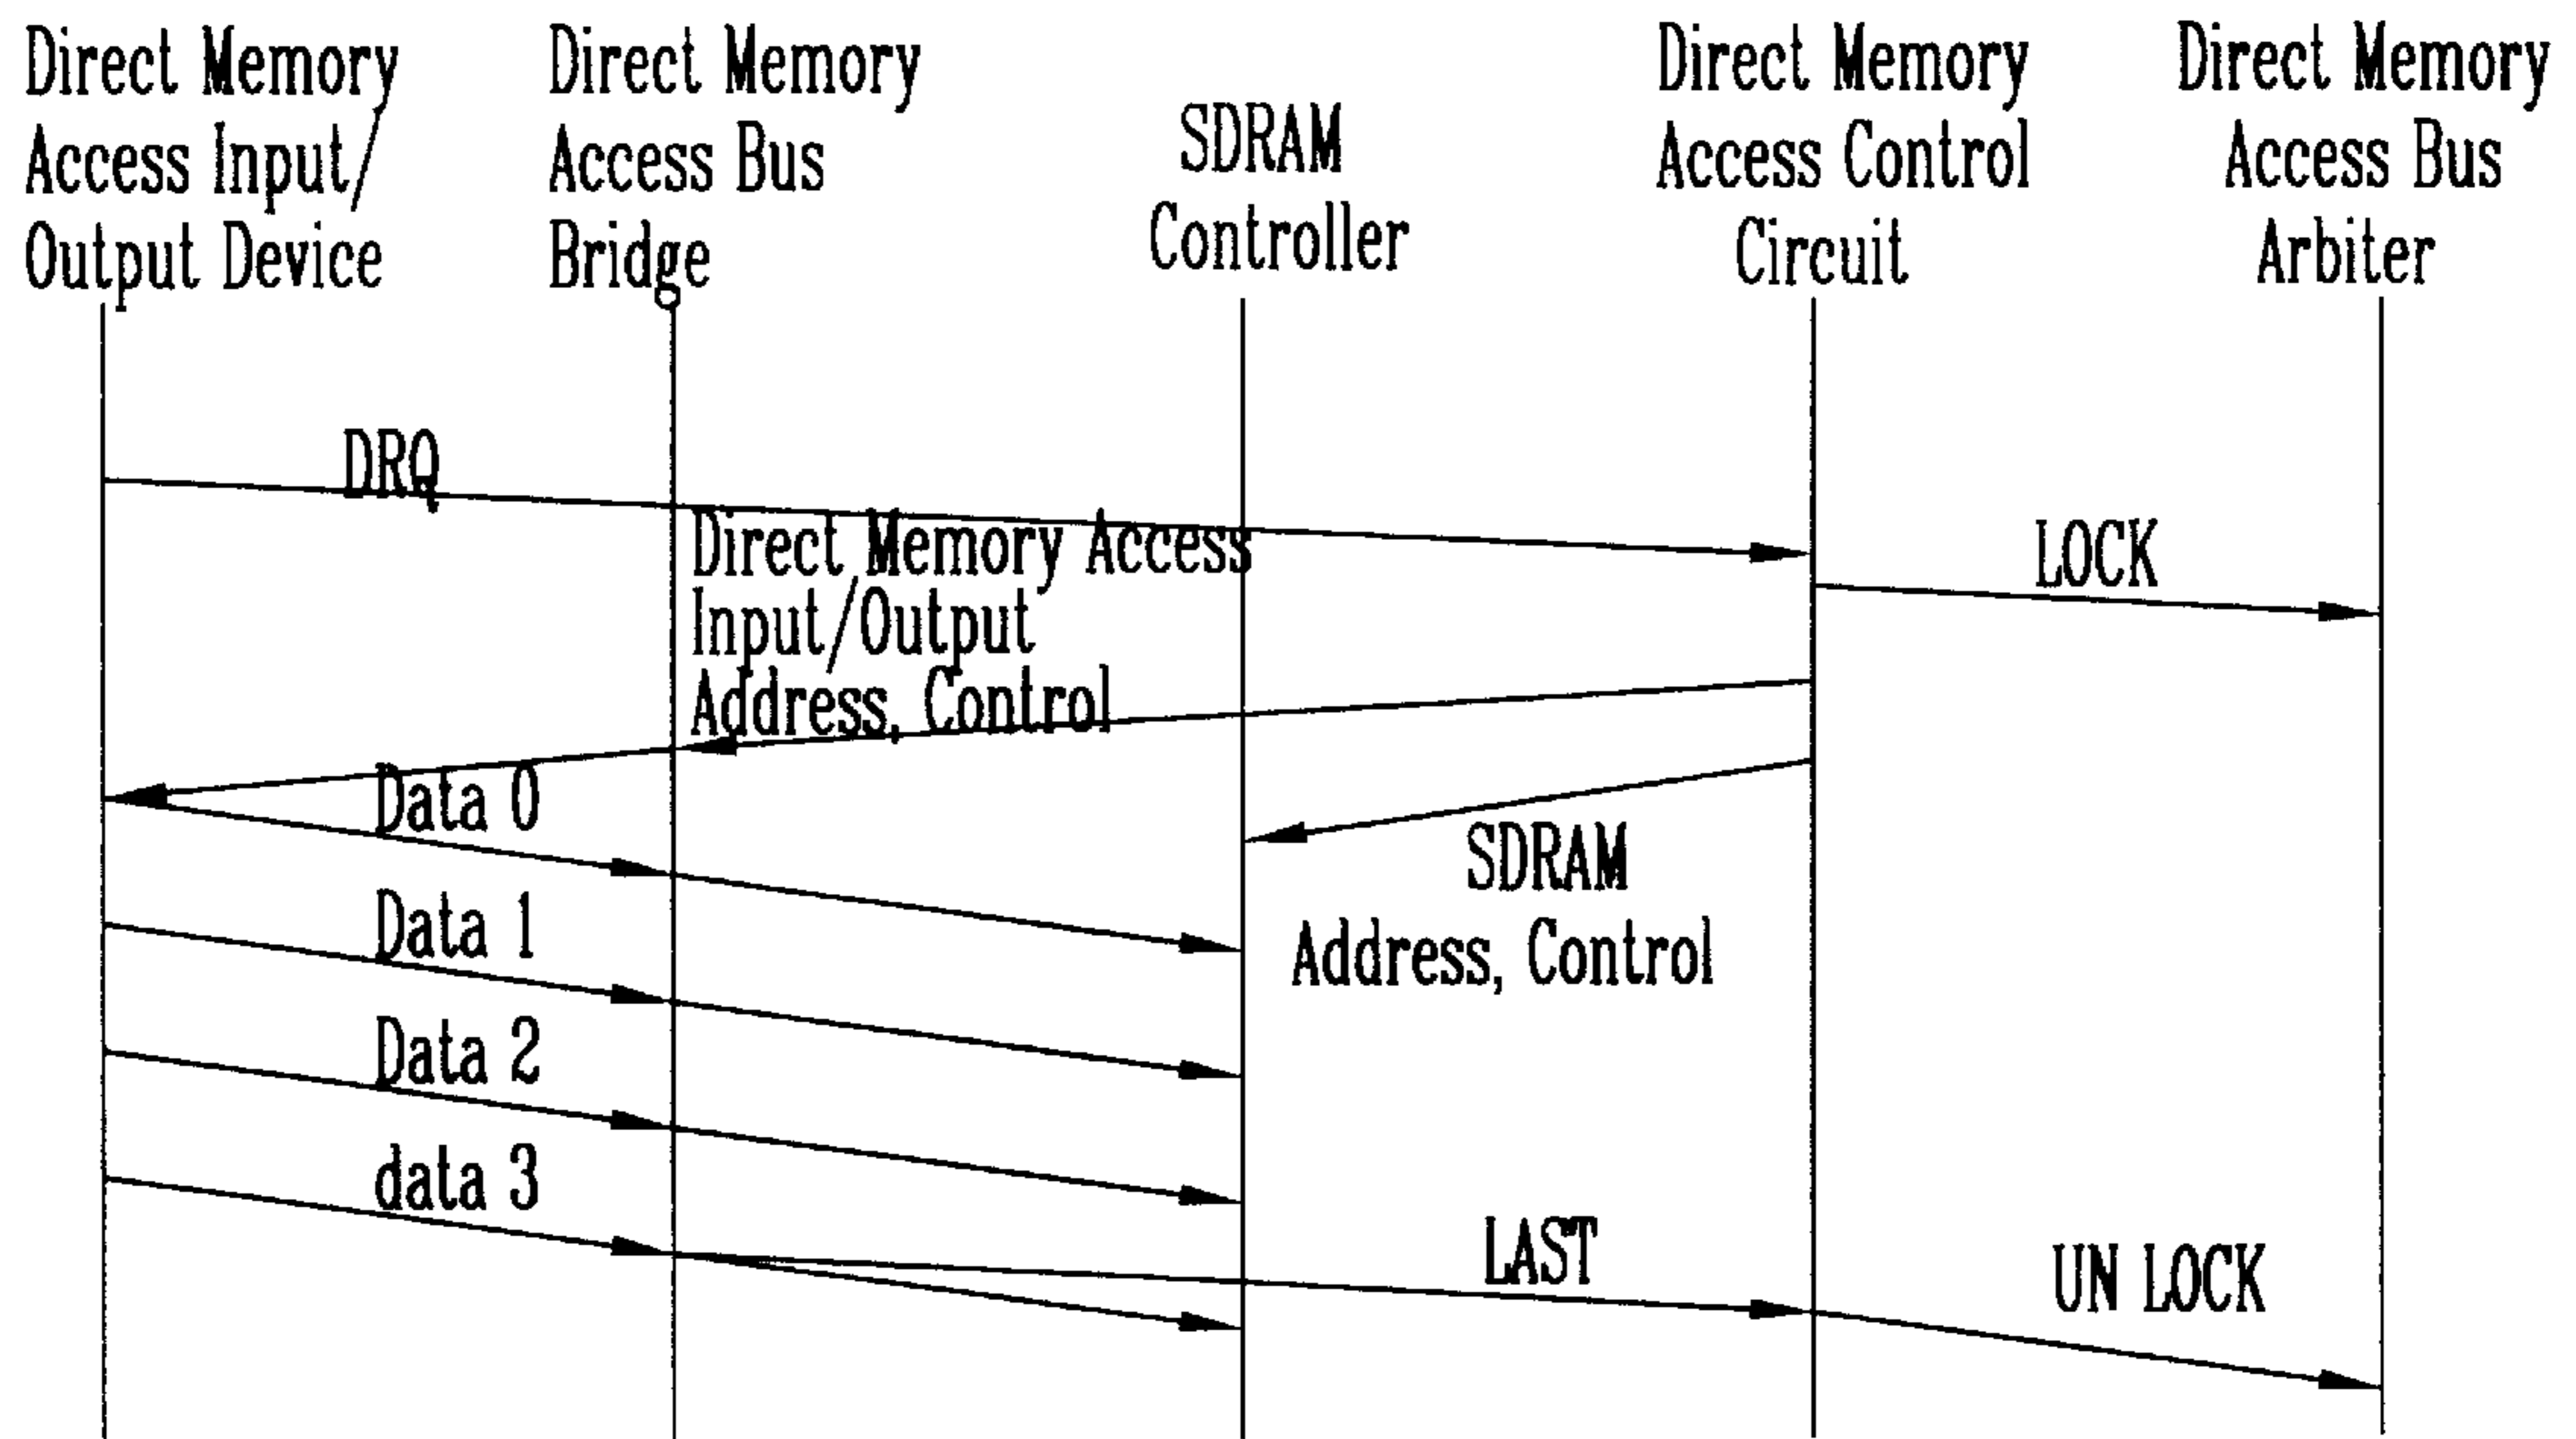 Direct Memory
Access Input/
Output Device
Direct Memory
Access Bus
Bridge
SDRAM
Controller
Direct Memory
Access Control
Circuit
Direct Memory
Access Bus
Arbiter
DRQ
LOCK
Direct Memory Access
Input/Output
Address, Control
Data 0
SDRAM
Address, Control
Data 1
Data 2
data 3
LAST
UN LOCK